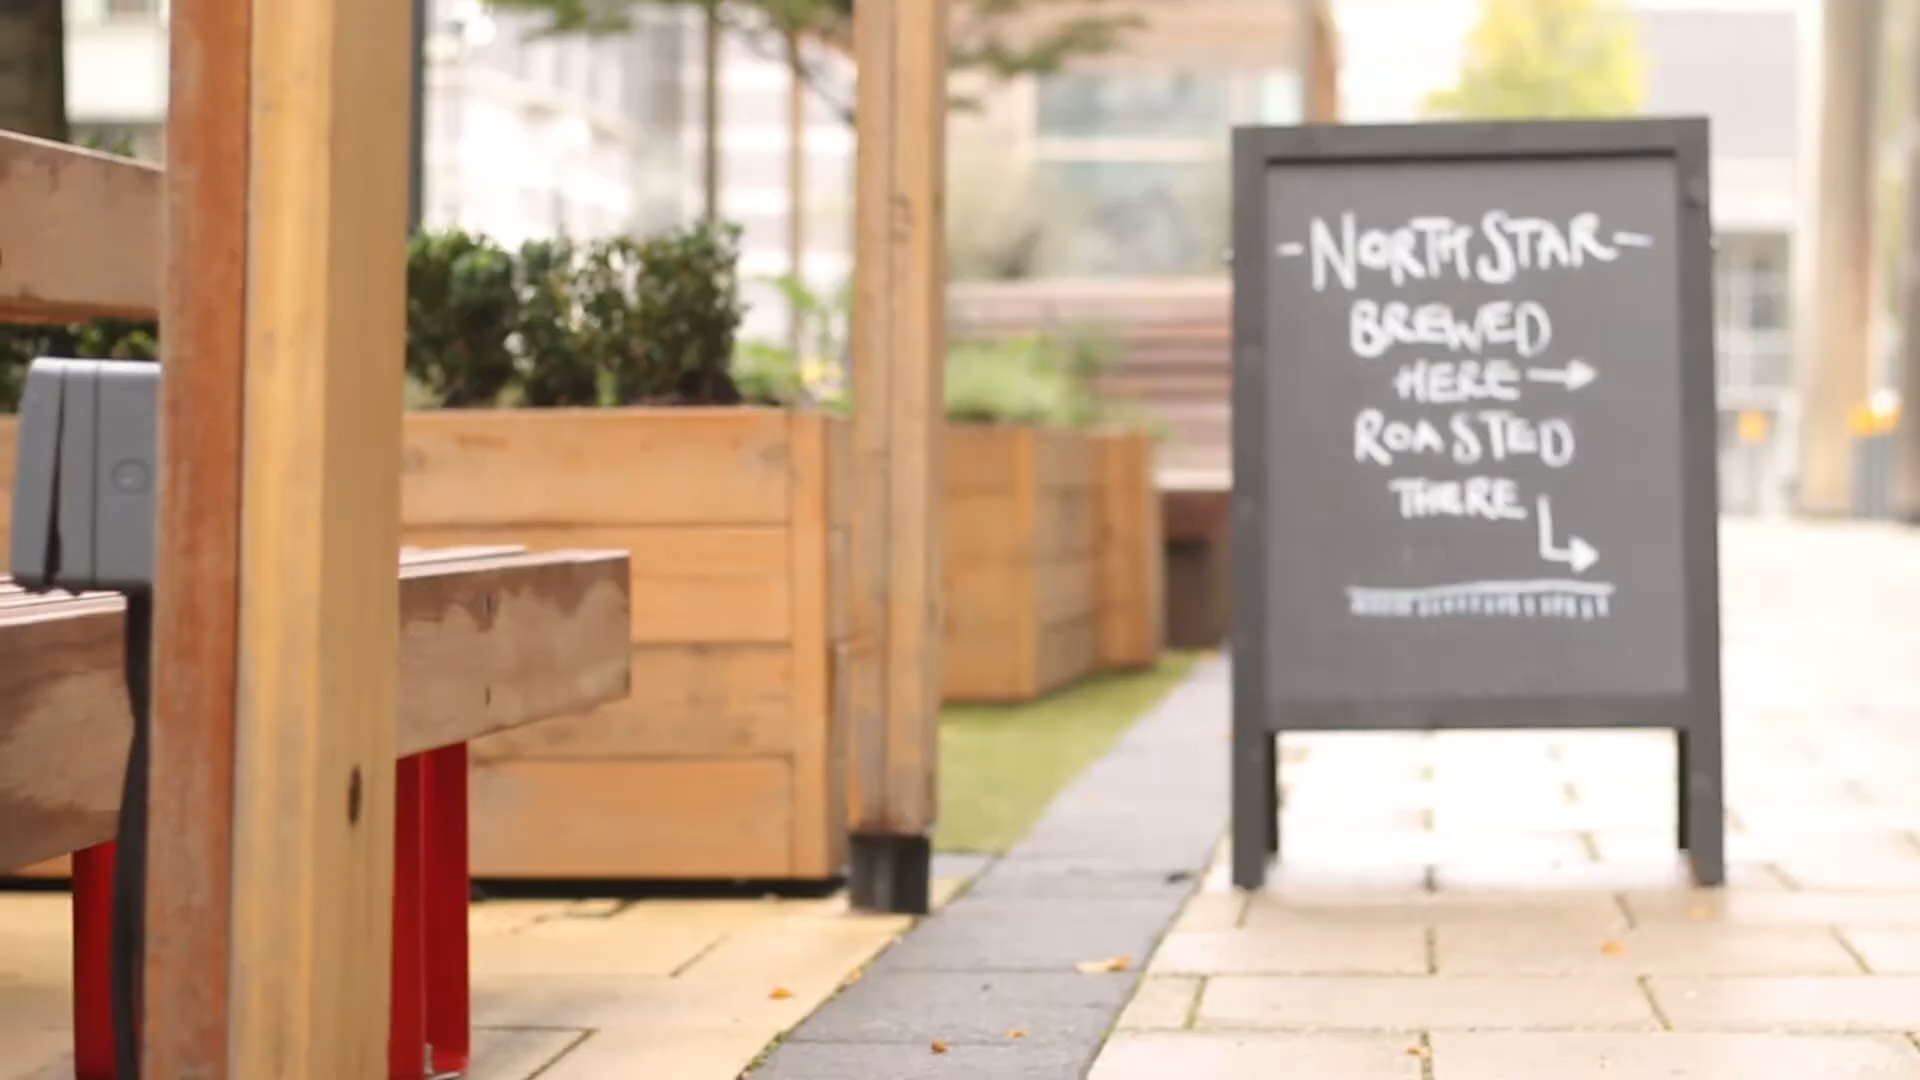 -NORTH STAR-
BREWED
HERE →
ROASTED
THERE